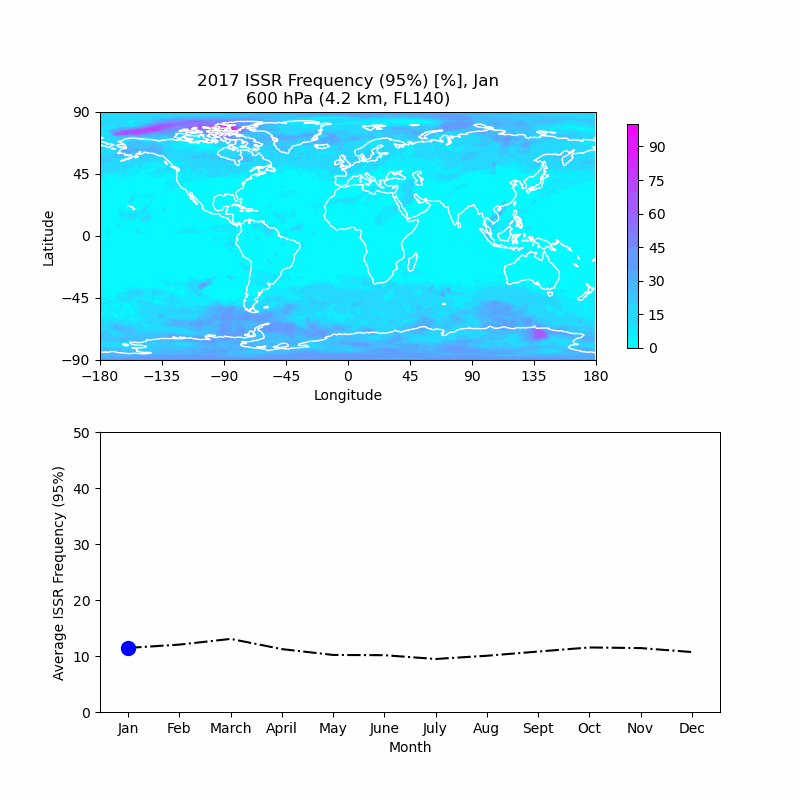 2017 ISSR Frequency (95%) [%], Jan
600 hPa (4.2 km, FL140)
90
45
0
−45
−90
Latitude
−180 −135 −90 −45 0 45 90 135 180
Longitude
90
75
60
45
30
15
0
50
40
30
20
10
0
Average ISSR Frequency (95%)
Jan Feb March April May June July Aug Sept Oct Nov Dec
Month